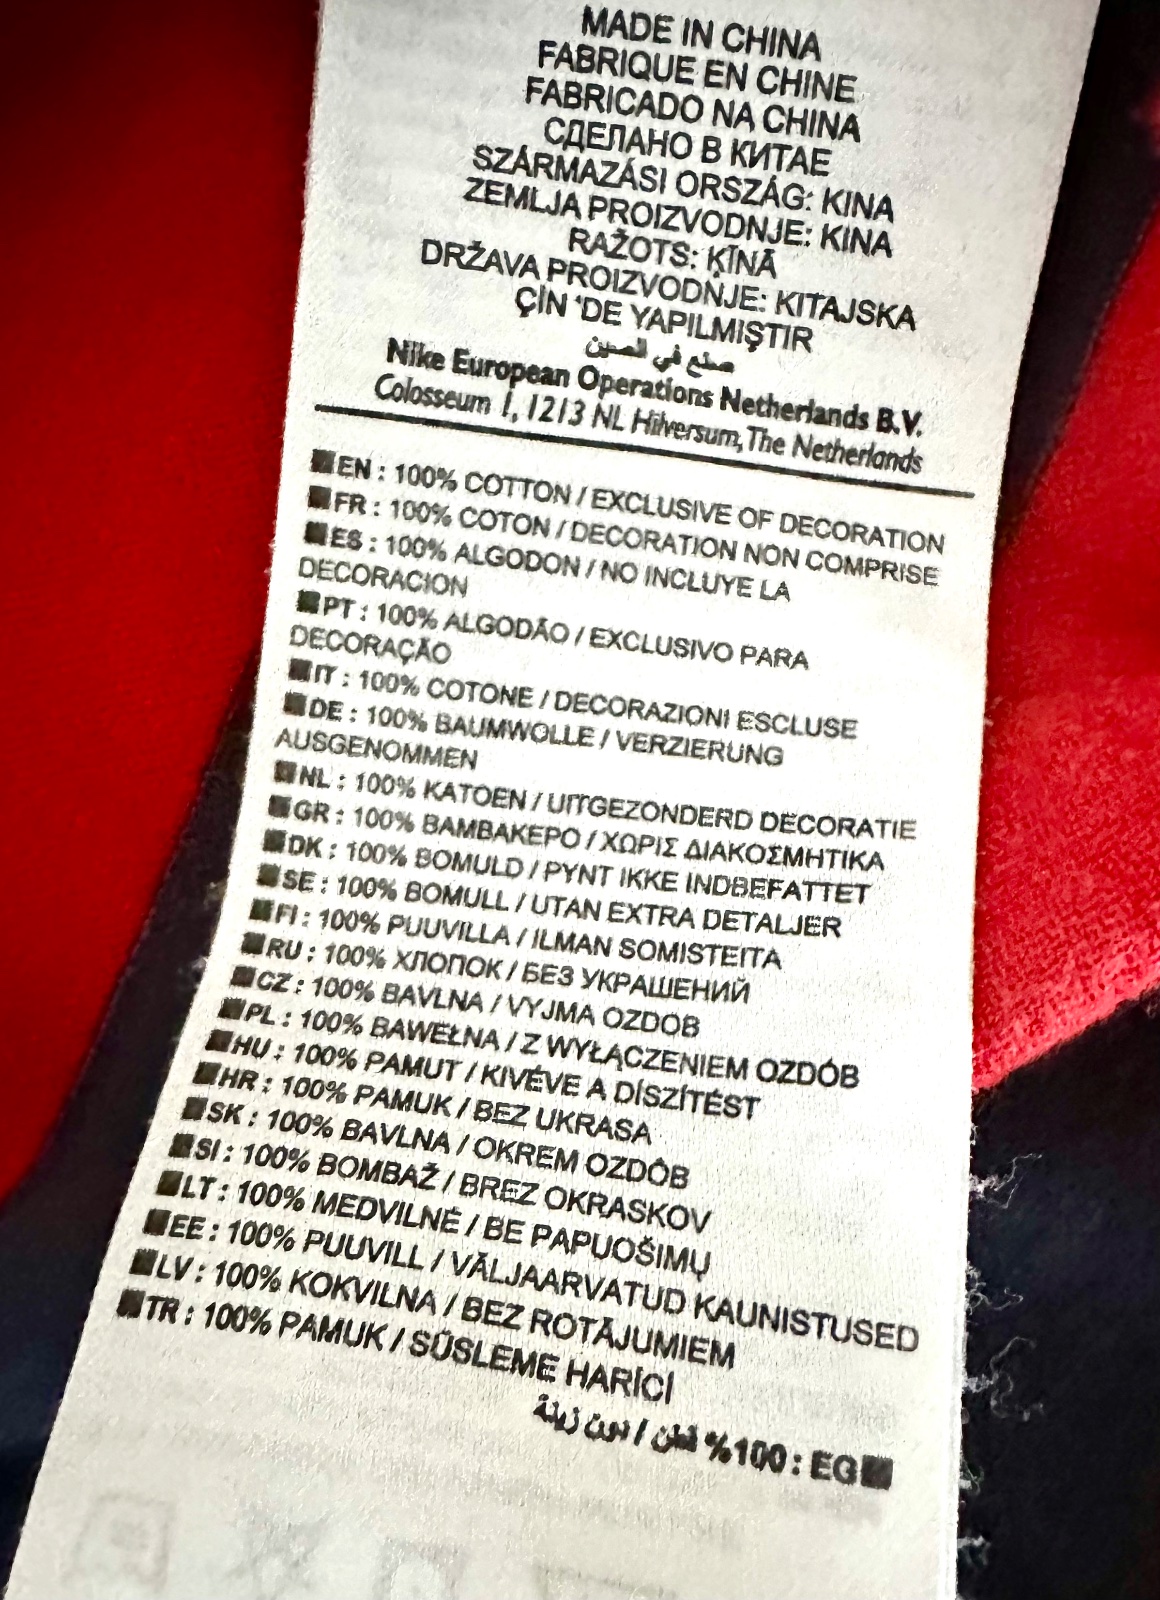 MADE IN CHINA
FABRIQUE EN CHINE
FABRICADO NA CHINA
СДЕЛАНО В КИТАЕ
SZÁRMAZÁSI ORSZÁG: KINA
ZEMLJA PROIZVODNJE: KINA
RAŽOTS: ĶĪNĀ
DRŽAVA PROIZVODNJE: KITAJSKA
ÇIN 'DE YAPILMIŞTIR
صنع في الصين
Nike European Operations Netherlands B.V.
Colosseum 1, 1213 NL Hilversum, The Netherlands
■EN : 100% COTTON / EXCLUSIVE OF DECORATION
■FR : 100% COTON / DECORATION NON COMPRISE
■ES : 100% ALGODON / NO INCLUYE LA
DECORACION
■PT : 100% ALGODÃO / EXCLUSIVO PARA
DECORAÇÃO
■IT : 100% COTONE / DECORAZIONI ESCLUSE
■DE : 100% BAUMWOLLE / VERZIERUNG
AUSGENOMMEN
■NL : 100% KATOEN / UITGEZONDERD DECORATIE
■GR : 100% ΒΑΜΒΑΚΕΡΟ / ΧΩΡΙΣ ΔΙΑΚΟΣΜΗΤΙΚΑ
■DK : 100% BOMULD / PYNT IKKE INDBEFATTET
■SE : 100% BOMULL / UTAN EXTRA DETALJER
■FI : 100% PUUVILLA / ILMAN SOMISTEITA
■RU : 100% ХЛОПОК / БЕЗ УКРАШЕНИЙ
■CZ : 100% BAVLNA / VYJMA OZDOB
■PL : 100% BAWEŁNA / Z WYŁĄCZENIEM OZDÓB
■HU : 100% PAMUT / KIVÉVE A DÍSZÍTÉST
■HR : 100% PAMUK / BEZ UKRASA
■SK : 100% BAVLNA / OKREM OZDÔB
■SI : 100% BOMBAŽ / BREZ OKRASKOV
■LT : 100% MEDVILNĖ / BE PAPUOŠIMŲ
■EE : 100% PUUVILL / VÄLJAARVATUD KAUNISTUSED
■LV : 100% KOKVILNA / BEZ ROTĀJUMIEM
■TR : 100% PAMUK / SÜSLEME HARİCİ
■EG : 100% قطن / دون زينة